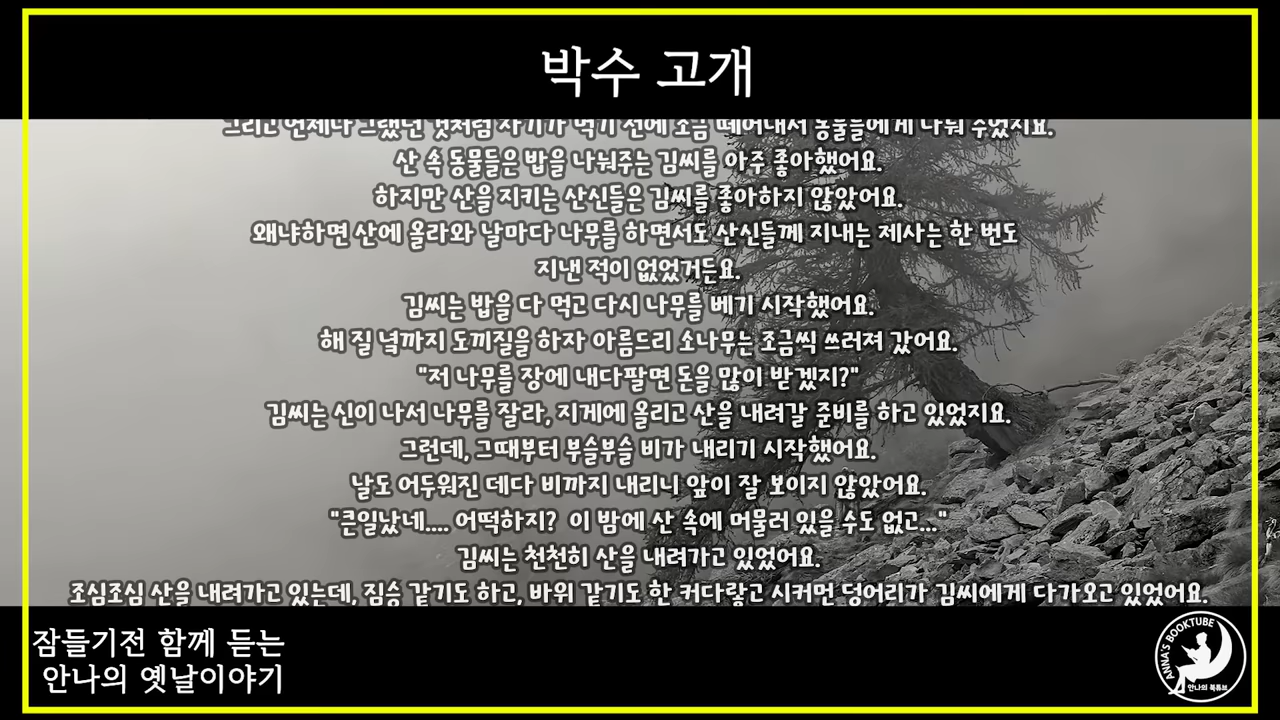 박수 고개
그리고 언제나 그랬던 것처럼 자기가 먹기 전에 조금 떼어내서 동물들에게 나눠 주었지요.
산 속 동물들은 밥을 나눠주는 김씨를 아주 좋아했어요.
하지만 산을 지키는 산신들은 김씨를 좋아하지 않았어요.
왜냐하면 산에 올라와 날마다 나무를 하면서도 산신들께 지내는 제사는 한 번도
지낸 적이 없었거든요.
김씨는 밥을 다 먹고 다시 나무를 베기 시작했어요.
해 질 녘까지 도끼질을 하자 아름드리 소나무는 조금씩 쓰러져 갔어요.
"저 나무를 장에 내다팔면 돈을 많이 받겠지?"
김씨는 신이 나서 나무를 잘라, 지게에 올리고 산을 내려갈 준비를 하고 있었지요.
그런데, 그때부터 부슬부슬 비가 내리기 시작했어요.
날도 어두워진 데다 비까지 내리니 앞이 잘 보이지 않았어요.
"큰일났네.... 어떡하지? 이 밤에 산 속에 머물러 있을 수도 없고..."
김씨는 천천히 산을 내려가고 있었어요.
조심조심 산을 내려가고 있는데, 짐승 같기도 하고, 바위 같기도 한 커다랗고 시커먼 덩어리가 김씨에게 다가오고 있었어요.
잠들기전 함께 듣는
안나의 옛날이야기
ANNA'S BOOKTUBE
안나의 북튜브